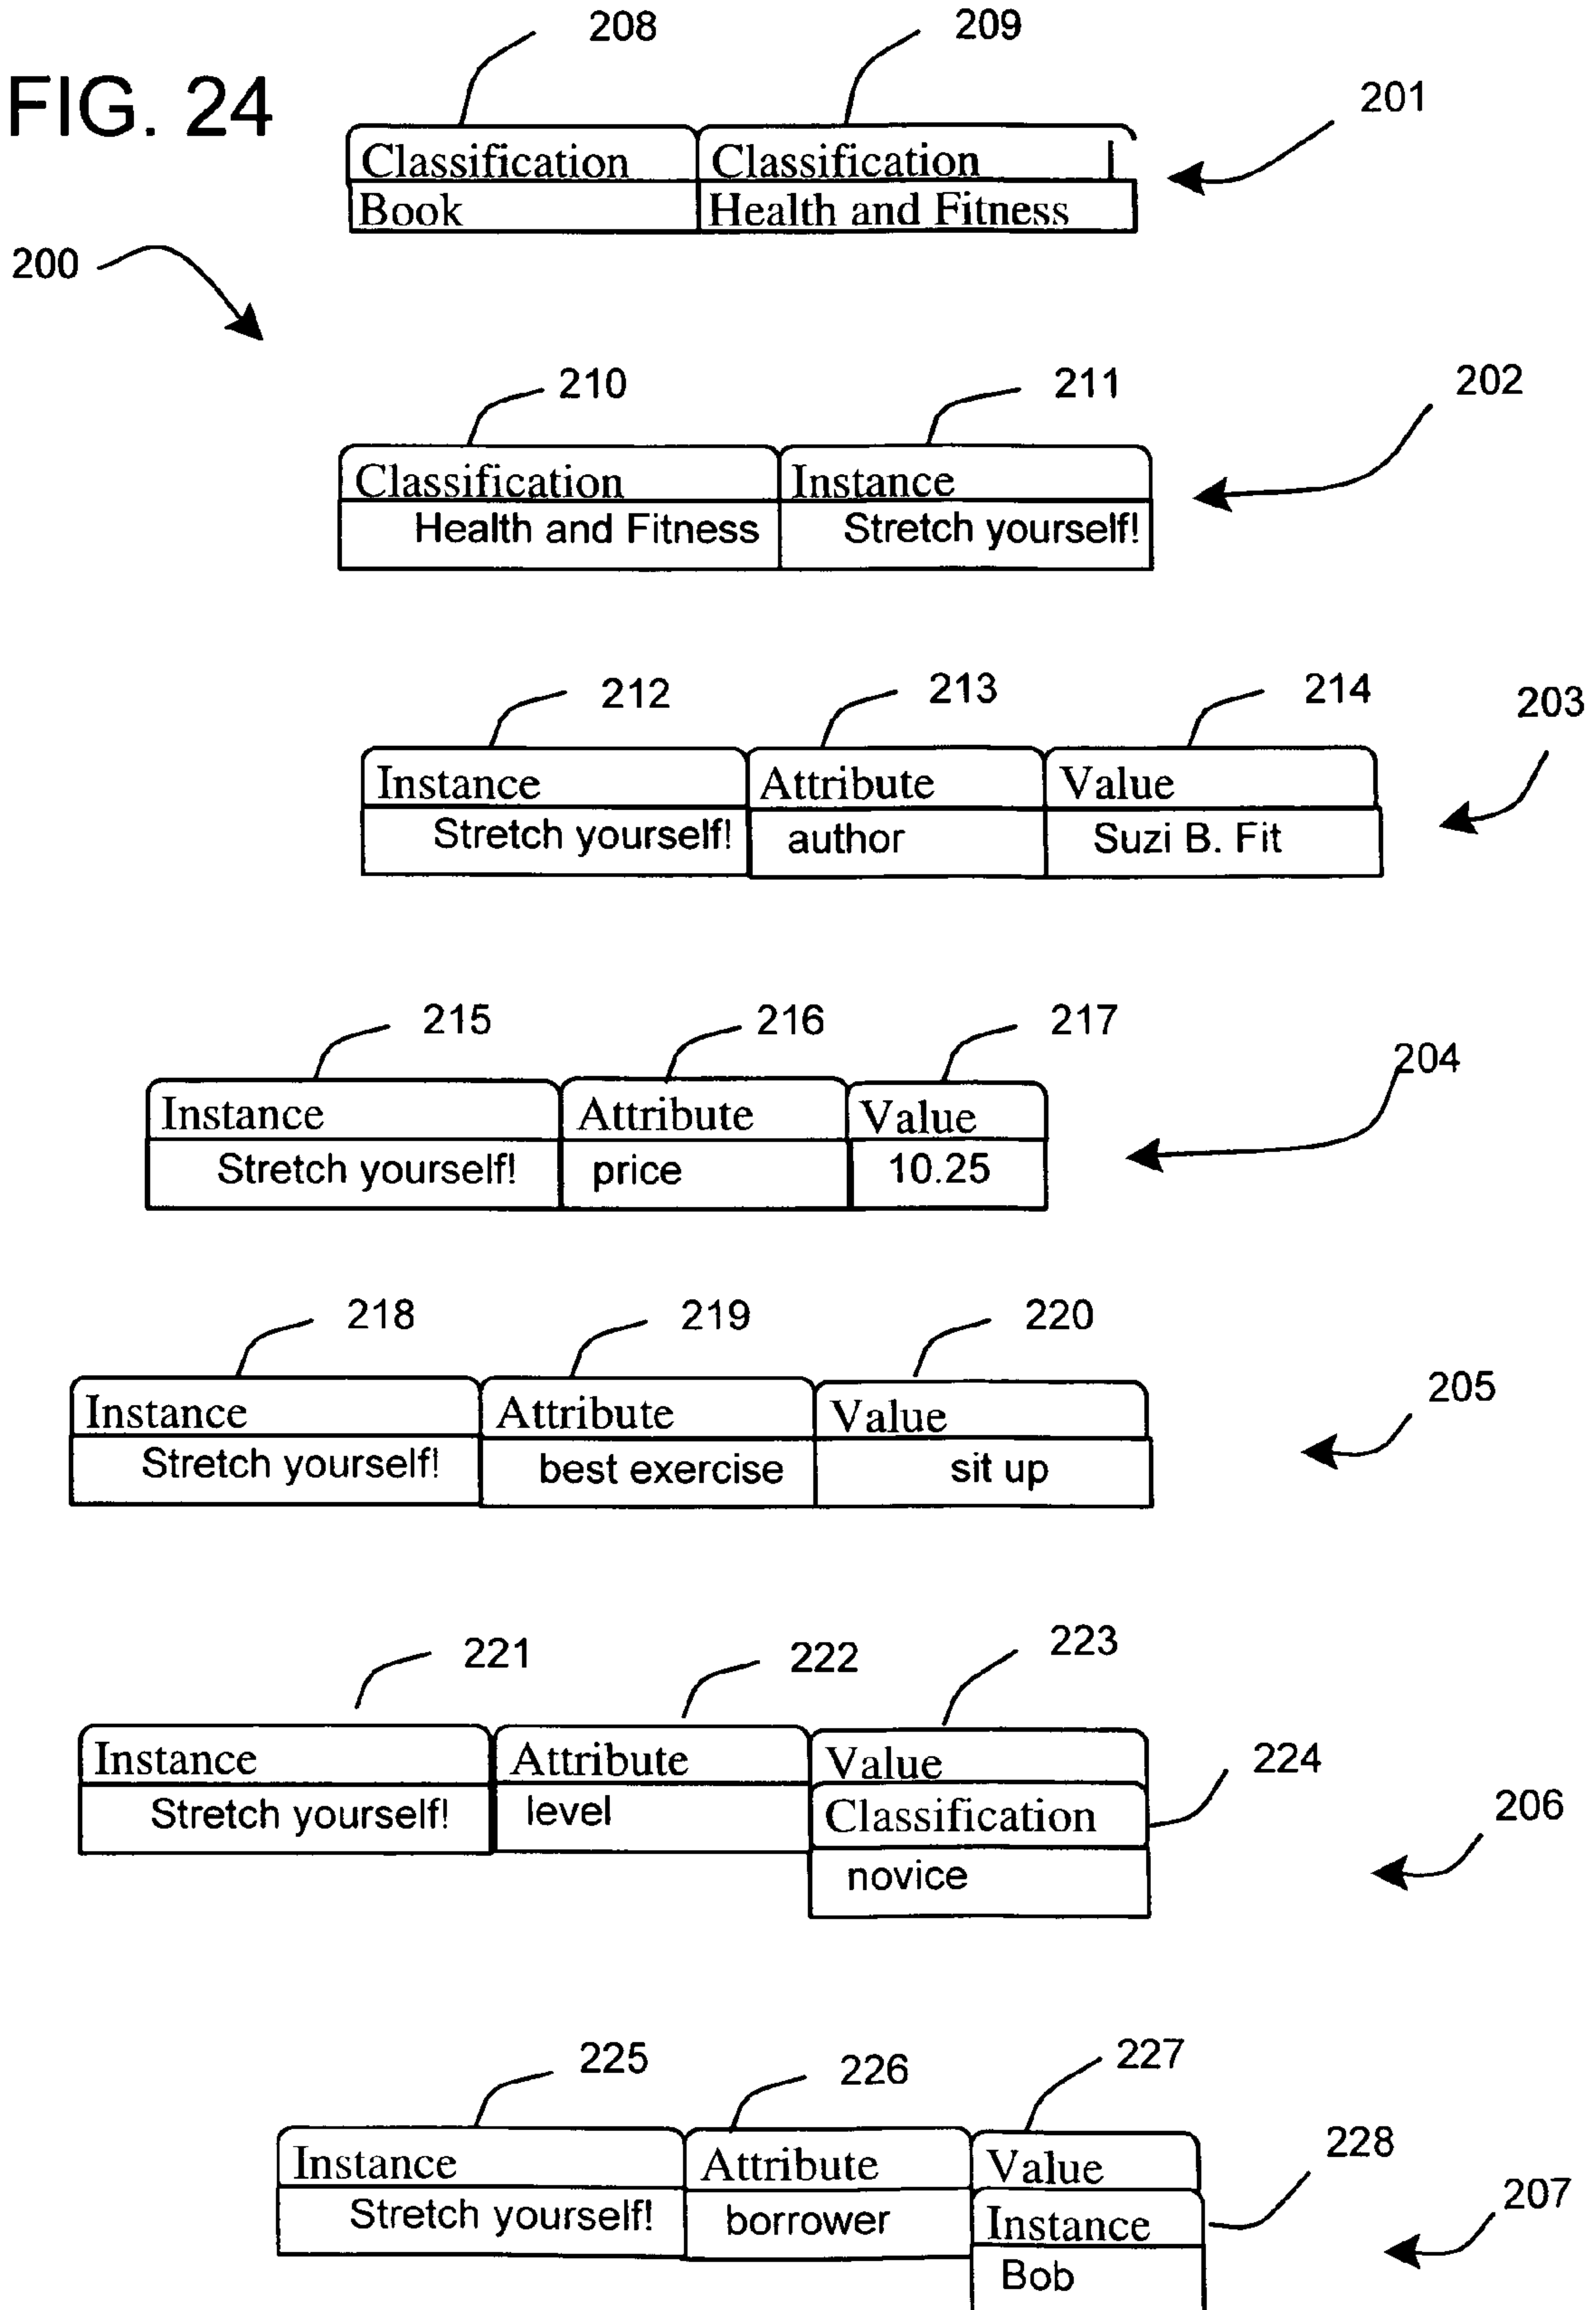 208 209
FIG. 24
201
Classification Classification
Book Health and Fitness
200
210 211 202
Classification Instance
Health and Fitness Stretch yourself!
212 213 214 203
Instance Attribute Value
Stretch yourself! author Suzi B. Fit
215 216 217
204
Instance Attribute Value
Stretch yourself! price 10.25
218 219 220
205
Instance Attribute Value
Stretch yourself! best exercise sit up
221 222 223
Instance Attribute Value
224
Stretch yourself! level Classification
206
novice
225 226 227
228
Instance Attribute Value
207
Stretch yourself! borrower Instance
Bob